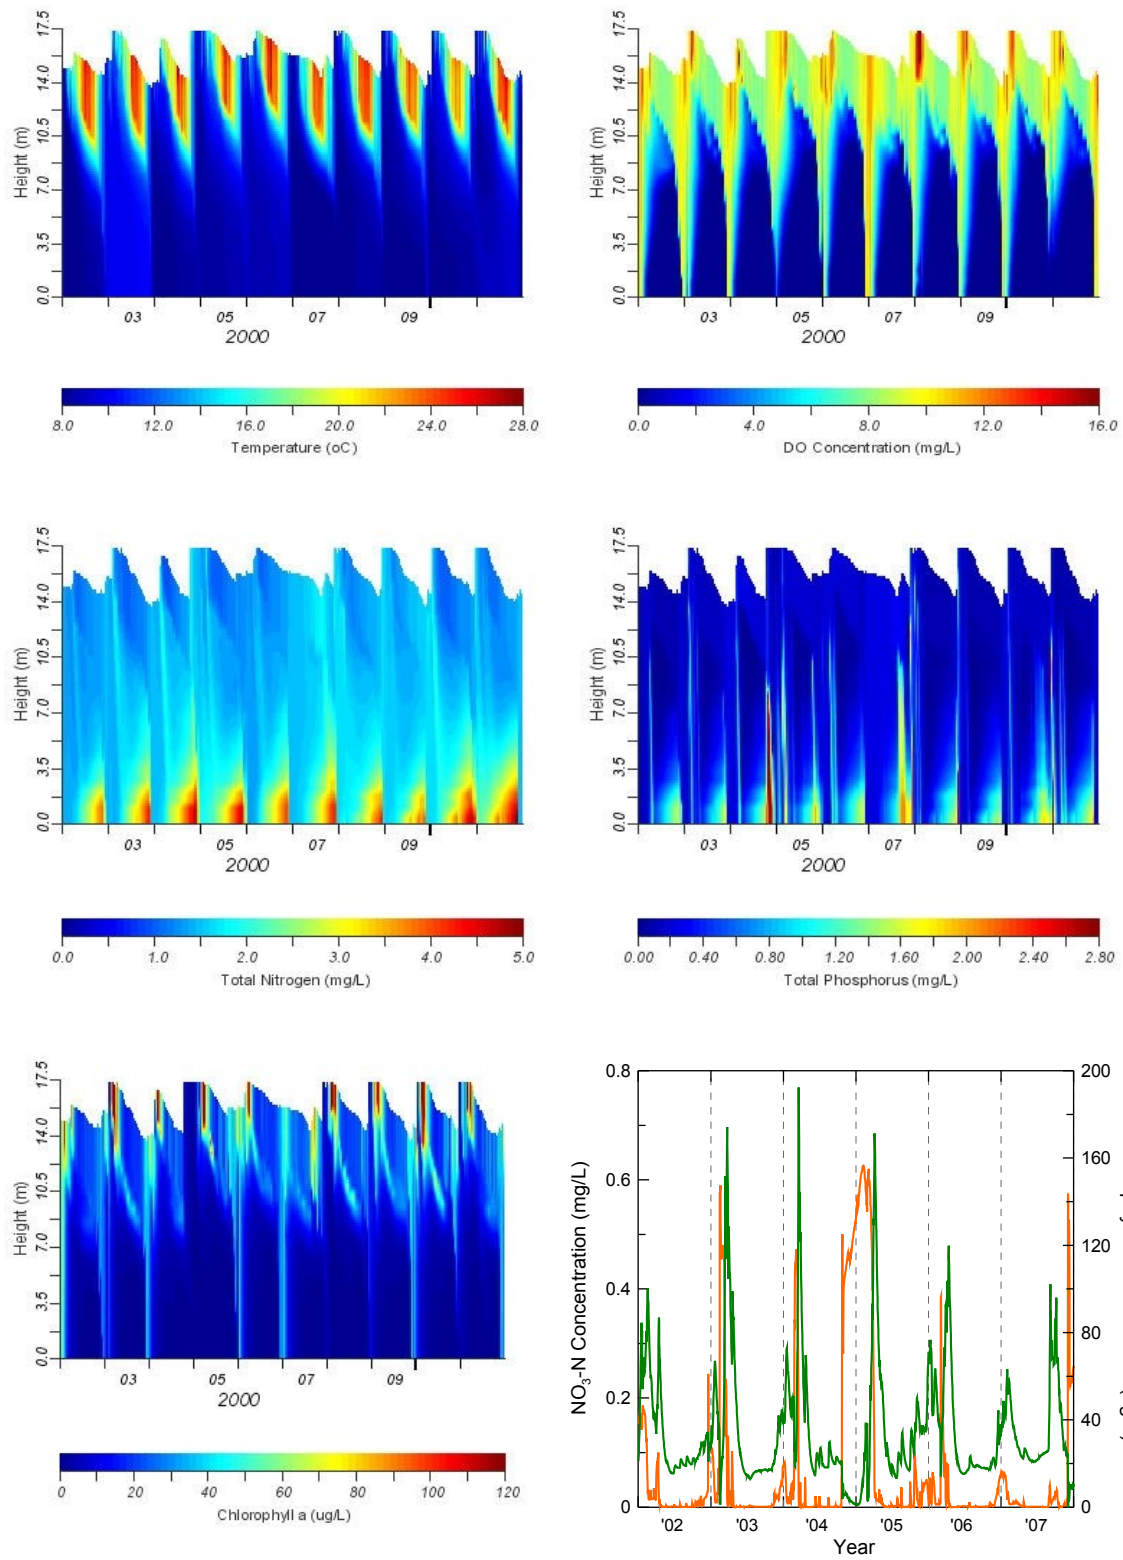 17.5
14.0
10.5
7.0
3.5
0.0
Height (m)
03 05 07 09
2000
8.0 12.0 16.0 20.0 24.0 28.0
Temperature (oC)
17.5
14.0
10.5
7.0
3.5
0.0
Height (m)
03 05 07 09
2000
0.0 4.0 8.0 12.0 16.0
DO Concentration (mg/L)
17.5
14.0
10.5
7.0
3.5
0.0
Height (m)
03 05 07 09
2000
0.0 1.0 2.0 3.0 4.0 5.0
Total Nitrogen (mg/L)
17.5
14.0
10.5
7.0
3.5
0.0
Height (m)
03 05 07 09
2000
0.00 0.40 0.80 1.20 1.60 2.00 2.40 2.80
Total Phosphorus (mg/L)
17.5
14.0
10.5
7.0
3.5
0.0
Height (m)
03 05 07 09
2000
0 20 40 60 80 100 120
Chlorophyll a (ug/L)
0.8 200
160
0.6
120
0.4
80
0.2
40
0 0
NO₃-N Concentration (mg/L)
'02 '03 '04 '05 '06 '07
Year